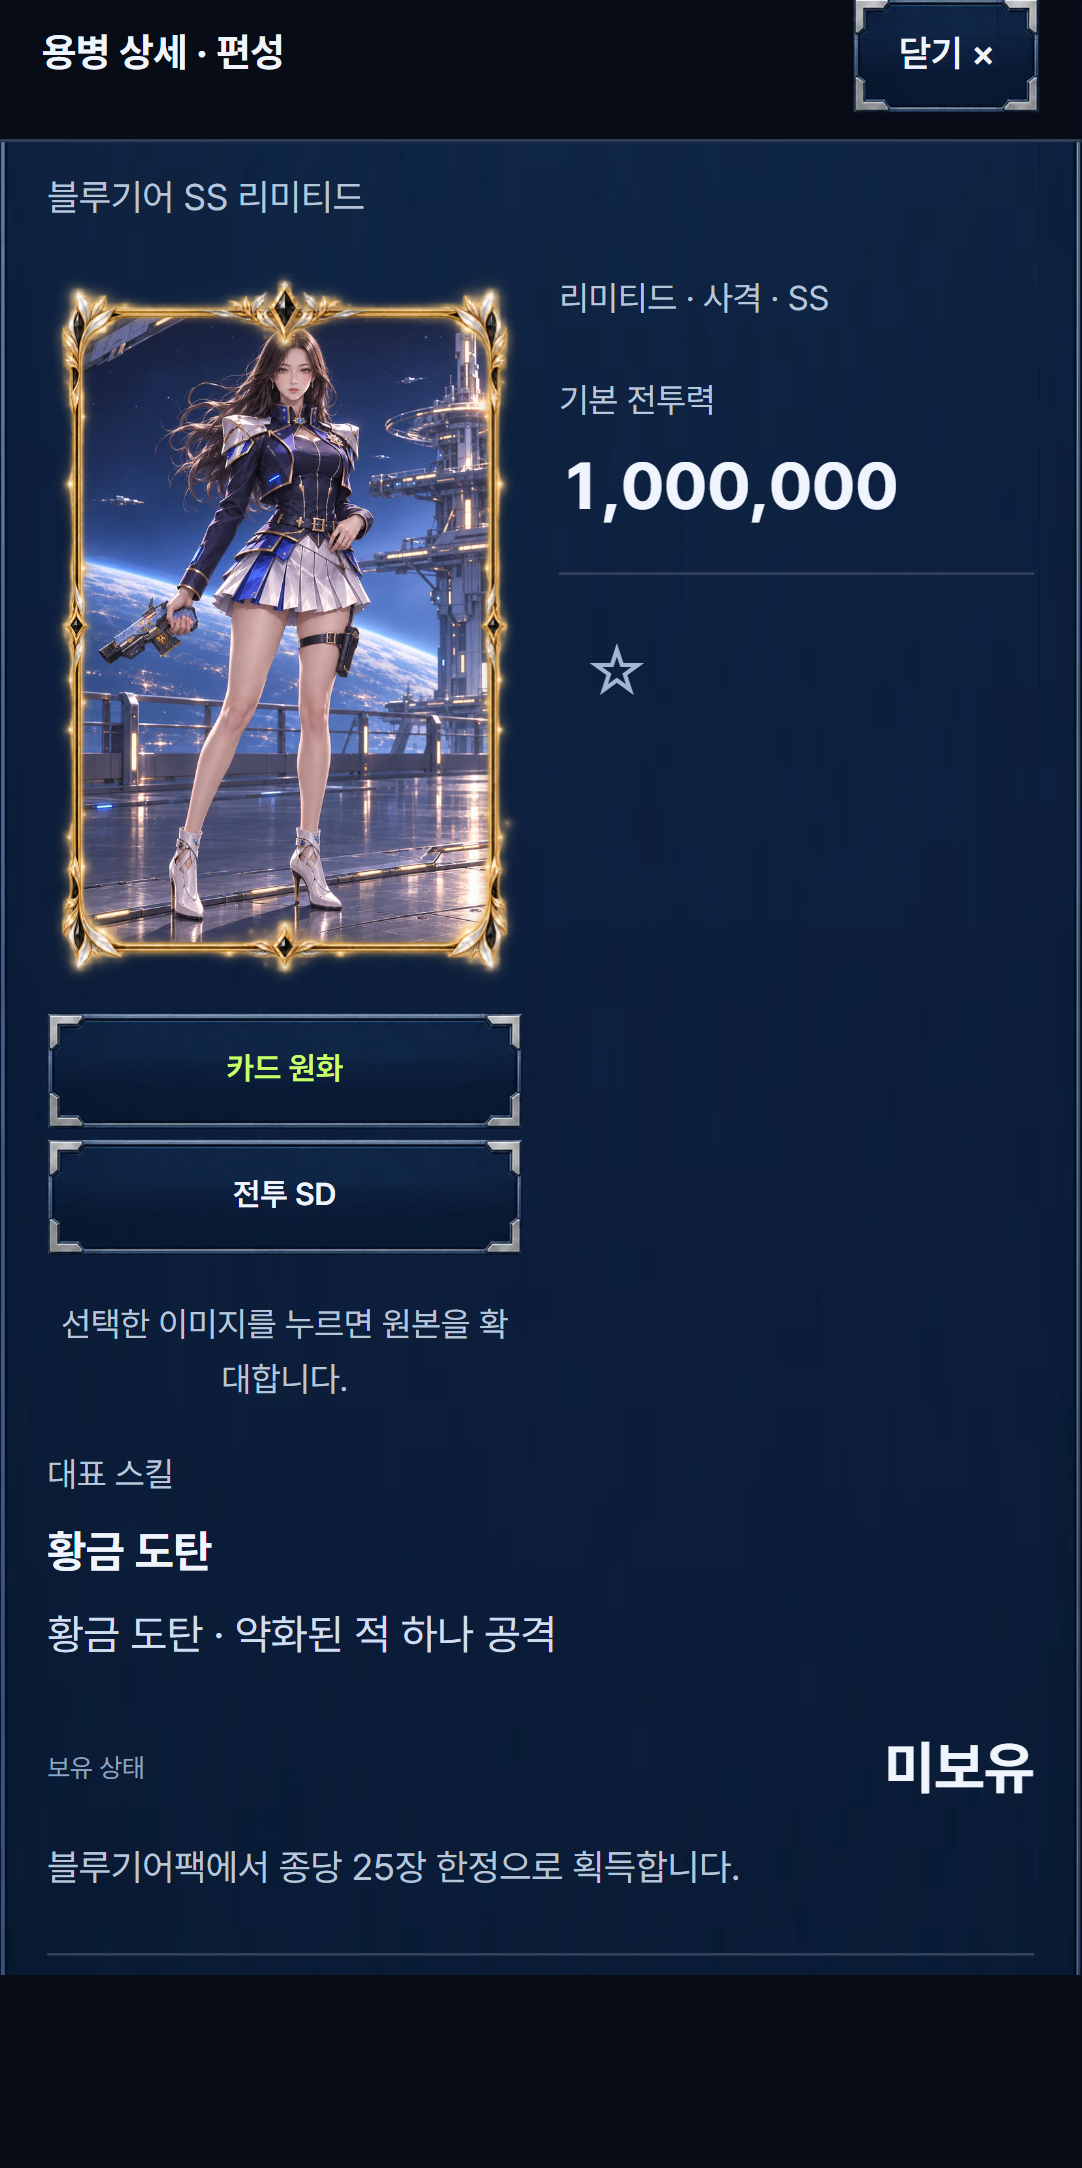 용병 상세 · 편성
닫기 ×
블루기어 SS 리미티드
리미티드 · 사격 · SS
기본 전투력
1,000,000
☆
카드 원화
전투 SD
선택한 이미지를 누르면 원본을 확
대합니다.
대표 스킬
황금 도탄
황금 도탄 · 약화된 적 하나 공격
보유 상태
미보유
블루기어팩에서 종당 25장 한정으로 획득합니다.